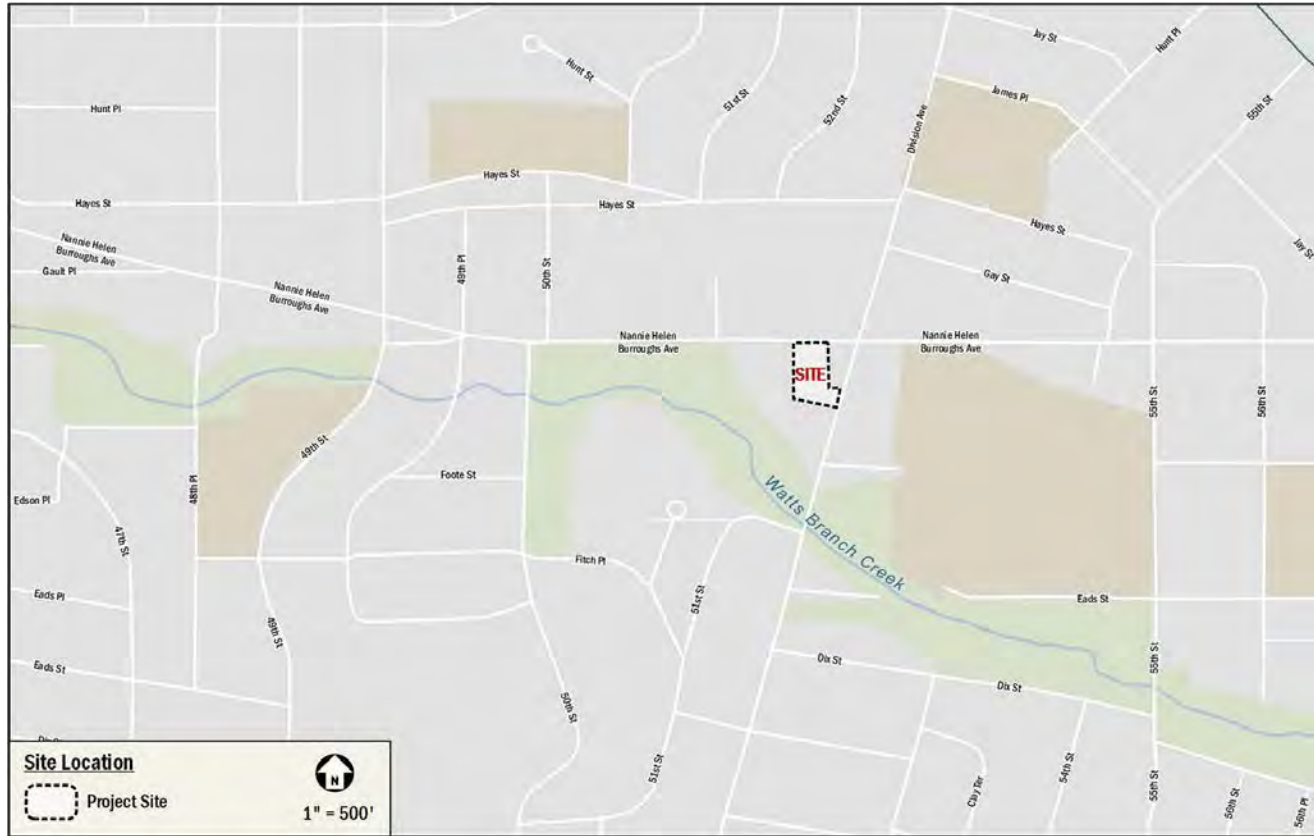 Jay St
Hunt Pl
Hunt St
James Pl
51st St
52nd St
Division Ave
55th St
Hunt Pl
Hayes St
Hayes St
Hayes St
Hayes St
Nannie Helen
Burroughs Ave
Gault Pl
49th Pl
50th St
Gay St
Jay St
Nannie Helen
Burroughs Ave
Nannie Helen
Burroughs Ave
Nannie Helen
Burroughs Ave
SITE
55th St
56th St
49th St
Foote St
48th Pl
Edson Pl
47th St
Watts Branch Creek
Fitch Pl
Eads Pl
51st St
Eads St
49th St
Eads St
Dix St
Dix St
55th St
50th St
51st St
Clay Ter
54th St
55th St
50th St
56th Pl
Site Location
Project Site
N
1" = 500'